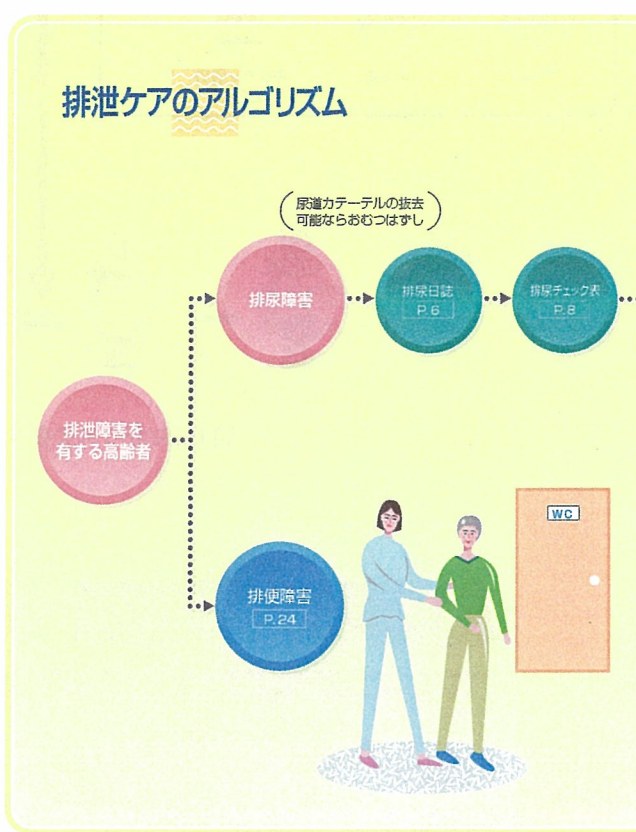 排泄ケアのアルゴリズム
尿道カテーテルの抜去
可能ならおむつはずし
排尿障害
排尿日誌
P.6
排尿チェック表
P.8
排泄障害を
有する高齢者
WC
排便障害
P.24